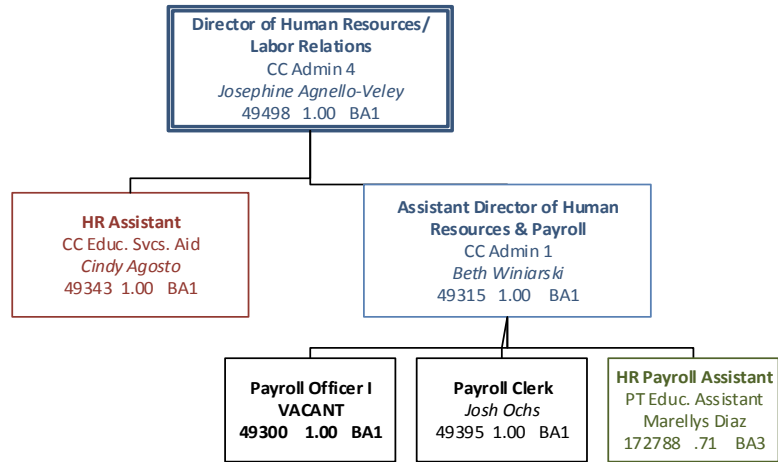 Director of Human Resources/
Labor Relations
CC Admin 4
Josephine Agnello-Veley
49498 1.00 BA1
HR Assistant
CC Educ. Svcs. Aid
Cindy Agosto
49343 1.00 BA1
Assistant Director of Human
Resources & Payroll
CC Admin 1
Beth Winiarski
49315 1.00 BA1
Payroll Officer I
VACANT
49300 1.00 BA1
Payroll Clerk
Josh Ochs
49395 1.00 BA1
HR Payroll Assistant
PT Educ. Assistant
Marellys Diaz
172788 .71 BA3